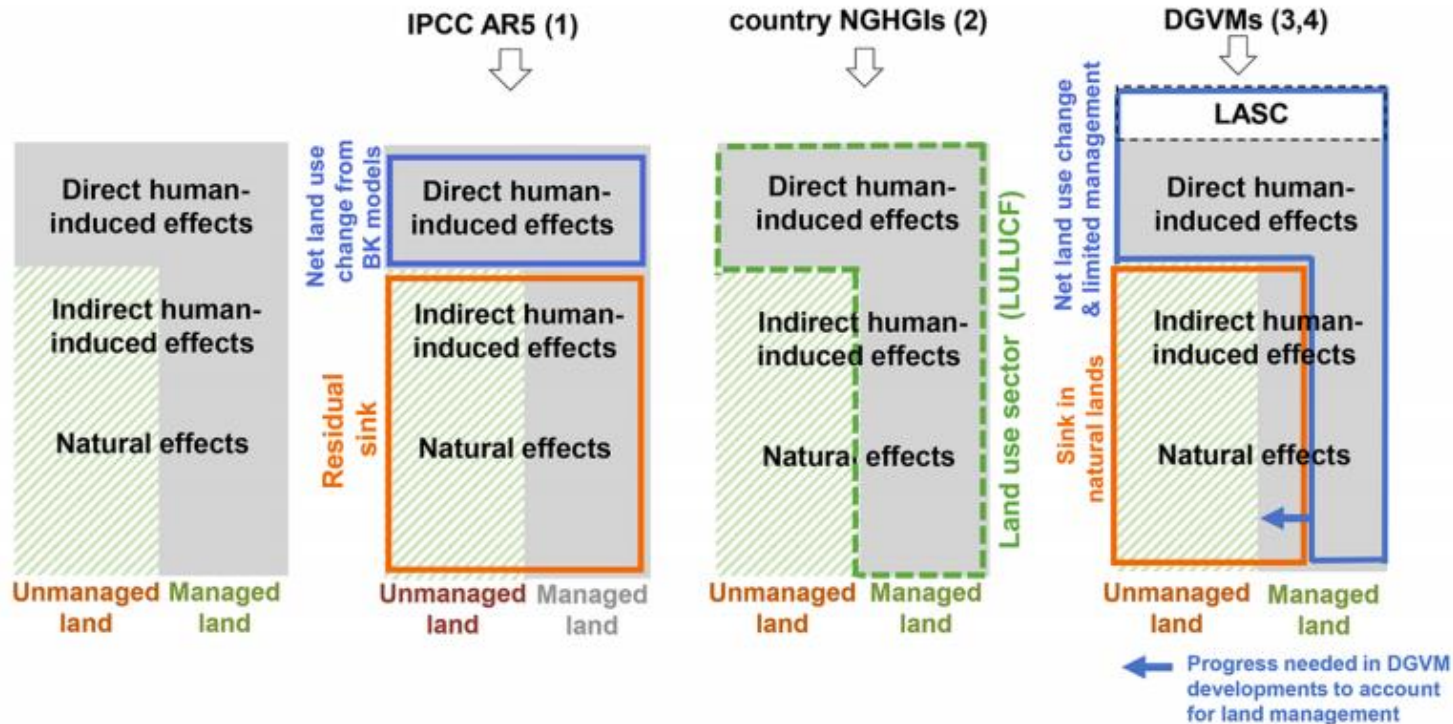 IPCC AR5 (1)
country NGHGIs (2)
DGVMs (3,4)
Direct human-
induced effects
Indirect human-
induced effects
Natural effects
Unmanaged
land
Managed
land
Net land use
change from
BK models
Residual
sink
Direct human-
induced effects
Indirect human-
induced effects
Natural effects
Unmanaged
land
Managed
land
Direct human-
induced effects
Indirect human-
induced effects
Natural effects
Land use sector (LULUCF)
Unmanaged
land
Managed
land
Net land use change
& limited management
Sink in
natural lands
LASC
Direct human-
induced effects
Indirect human-
induced effects
Natural effects
Unmanaged
land
Managed
land
Progress needed in DGVM
developments to account
for land management